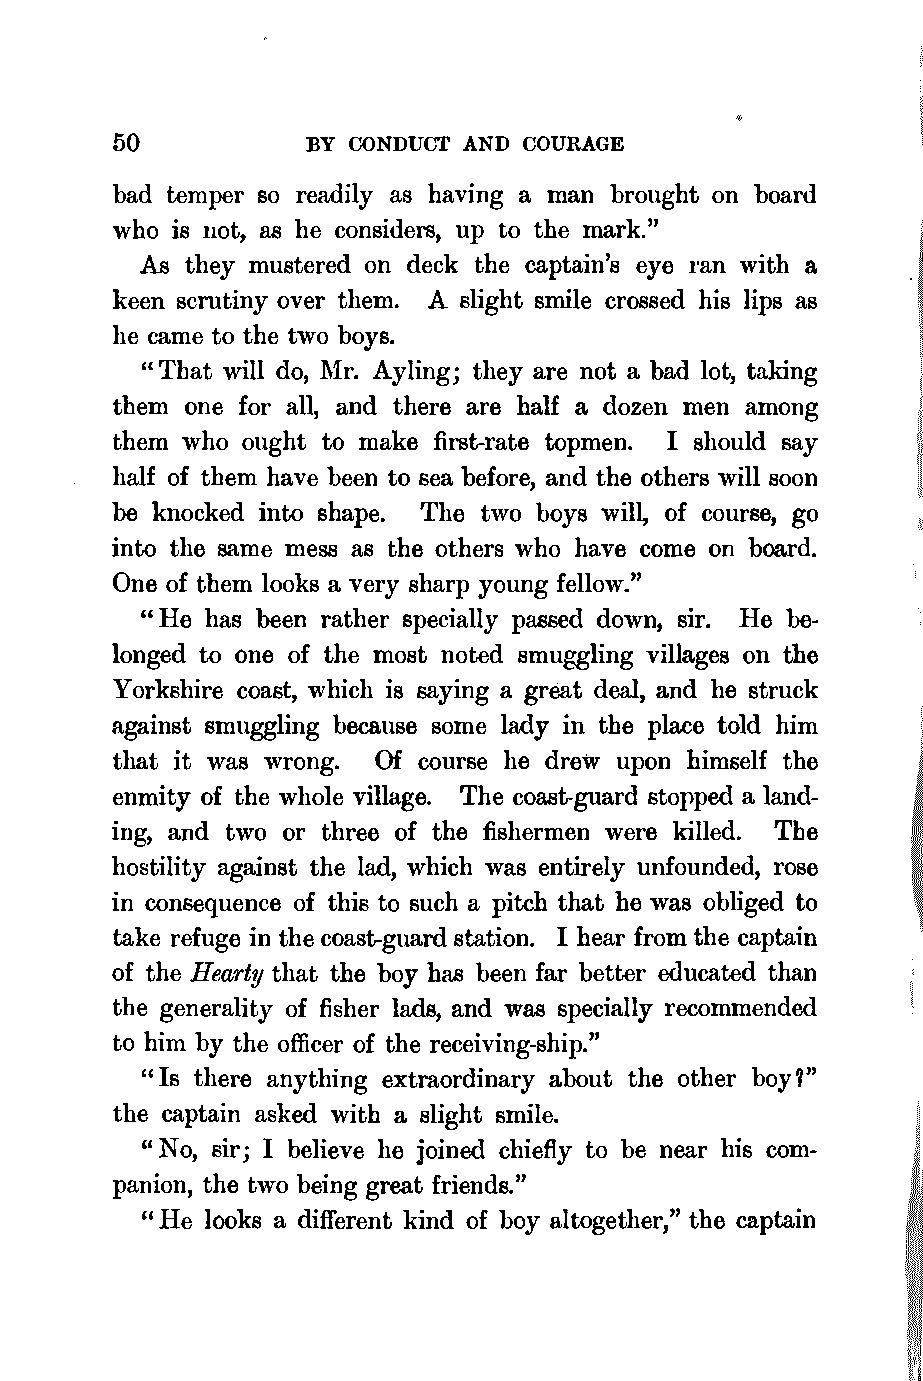 50 BY CONDUCT AND COURAGE
bad temper so readily as having a man brought on board
who is not, as he considers, up to the mark.”
As they mustered on deck the captain’s eye ran with a
keen scrutiny over them. A slight smile crossed his lips as
he came to the two boys.
“That will do, Mr. Ayling; they are not a bad lot, taking
them one for all, and there are half a dozen men among
them who ought to make first-rate topmen. I should say
half of them have been to sea before, and the others will soon
be knocked into shape. The two boys will, of course, go
into the same mess as the others who have come on board.
One of them looks a very sharp young fellow.”
“He has been rather specially passed down, sir. He be-
longed to one of the most noted smuggling villages on the
Yorkshire coast, which is saying a great deal, and he struck
against smuggling because some lady in the place told him
that it was wrong. Of course he drew upon himself the
enmity of the whole village. The coast-guard stopped a land-
ing, and two or three of the fishermen were killed. The
hostility against the lad, which was entirely unfounded, rose
in consequence of this to such a pitch that he was obliged to
take refuge in the coast-guard station. I hear from the captain
of the Hearty that the boy has been far better educated than
the generality of fisher lads, and was specially recommended
to him by the officer of the receiving-ship.”
“Is there anything extraordinary about the other boy?”
the captain asked with a slight smile.
“No, sir; I believe he joined chiefly to be near his com-
panion, the two being great friends.”
“He looks a different kind of boy altogether,” the captain